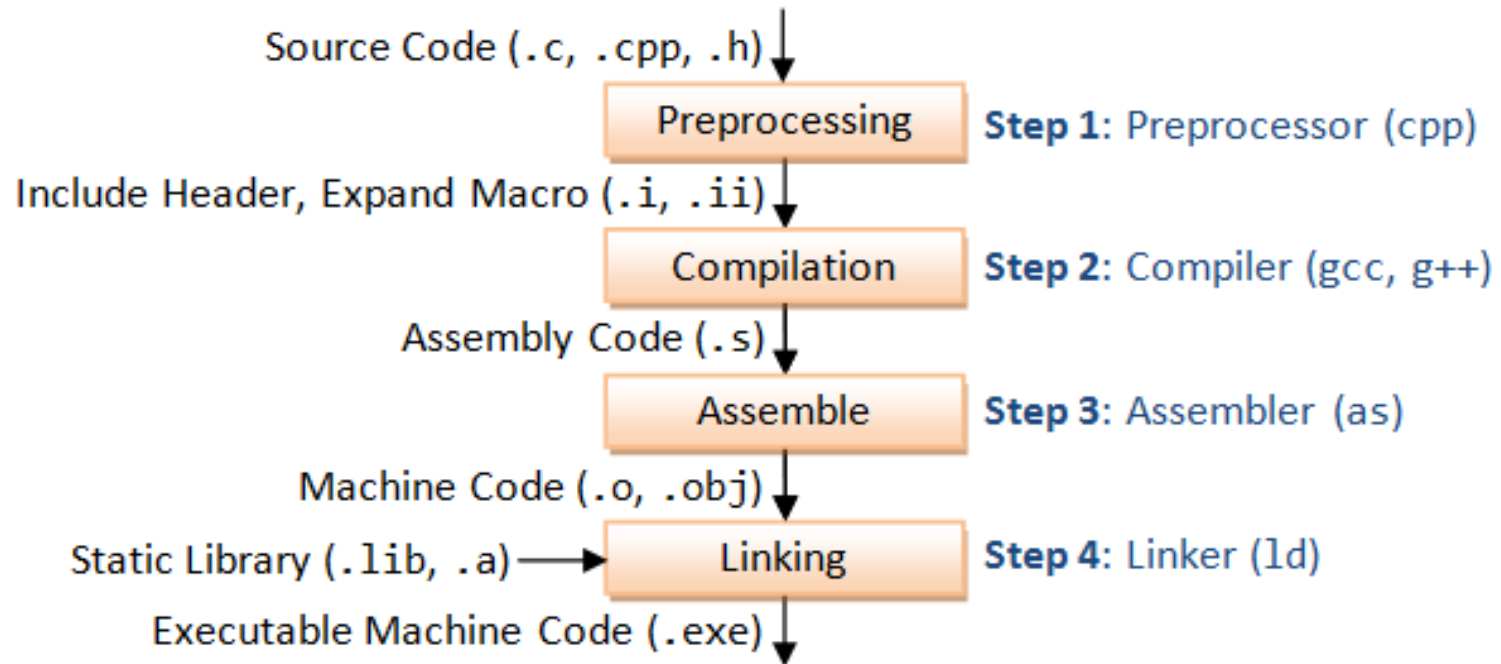 Source Code (.c, .cpp, .h)
Preprocessing
Step 1: Preprocessor (cpp)
Include Header, Expand Macro (.i, .ii)
Compilation
Step 2: Compiler (gcc, g++)
Assembly Code (.s)
Assemble
Step 3: Assembler (as)
Machine Code (.o, .obj)
Static Library (.lib, .a)
Linking
Step 4: Linker (ld)
Executable Machine Code (.exe)